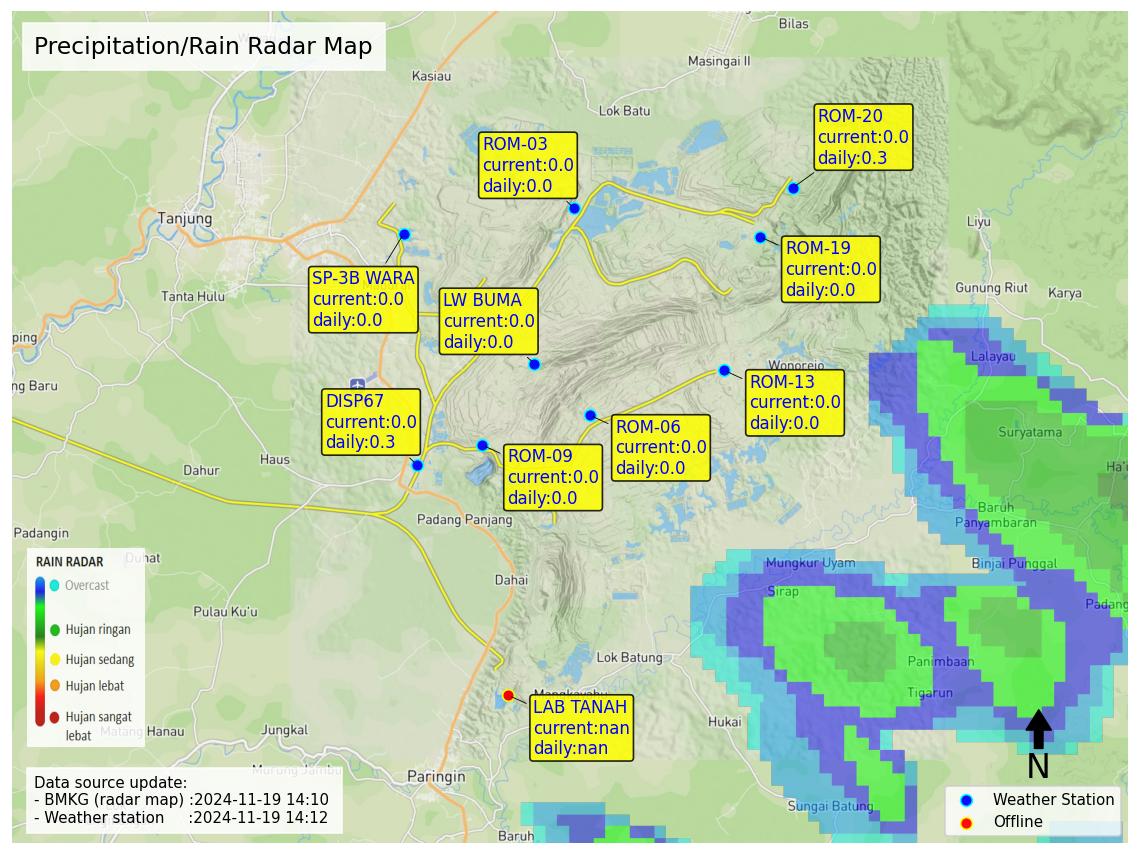 Precipitation/Rain Radar Map
Bilas
Masingai II
Kasiau
Lok Batu
ROM-20
current:0.0
daily:0.3
ROM-03
current:0.0
daily:0.0
Tanjung
Liyu
ROM-19
current:0.0
daily:0.0
SP-3B WARA
current:0.0
daily:0.0
Tanta Hulu
LW BUMA
current:0.0
daily:0.0
Gunung Riut
Karya
ping
Lalayau
Wonorejo
ng Baru
ROM-13
current:0.0
daily:0.0
DISP67
current:0.0
daily:0.3
ROM-06
current:0.0
daily:0.0
Suryatama
Haus
Dahur
ROM-09
current:0.0
daily:0.0
Ha'u
Baruh
Panyambaran
Padang Panjang
Padangin
Duhat
Mungkur Uyam
Binjai Punggal
RAIN RADAR
Overcast
Hujan ringan
Hujan sedang
Hujan lebat
Hujan sangat
lebat
Dahai
Sirap
Padang
Pulau Ku'u
Lok Batung
Panimbaan
Tigarun
Mangkayahu
LAB TANAH
current:nan
daily:nan
Hukai
Matang Hanau
Jungkal
Murung Jambu
Paringin
N
Data source update:
- BMKG (radar map) :2024-11-19 14:10
- Weather station :2024-11-19 14:12
Sungai Batung
Baruh
Weather Station
Offline